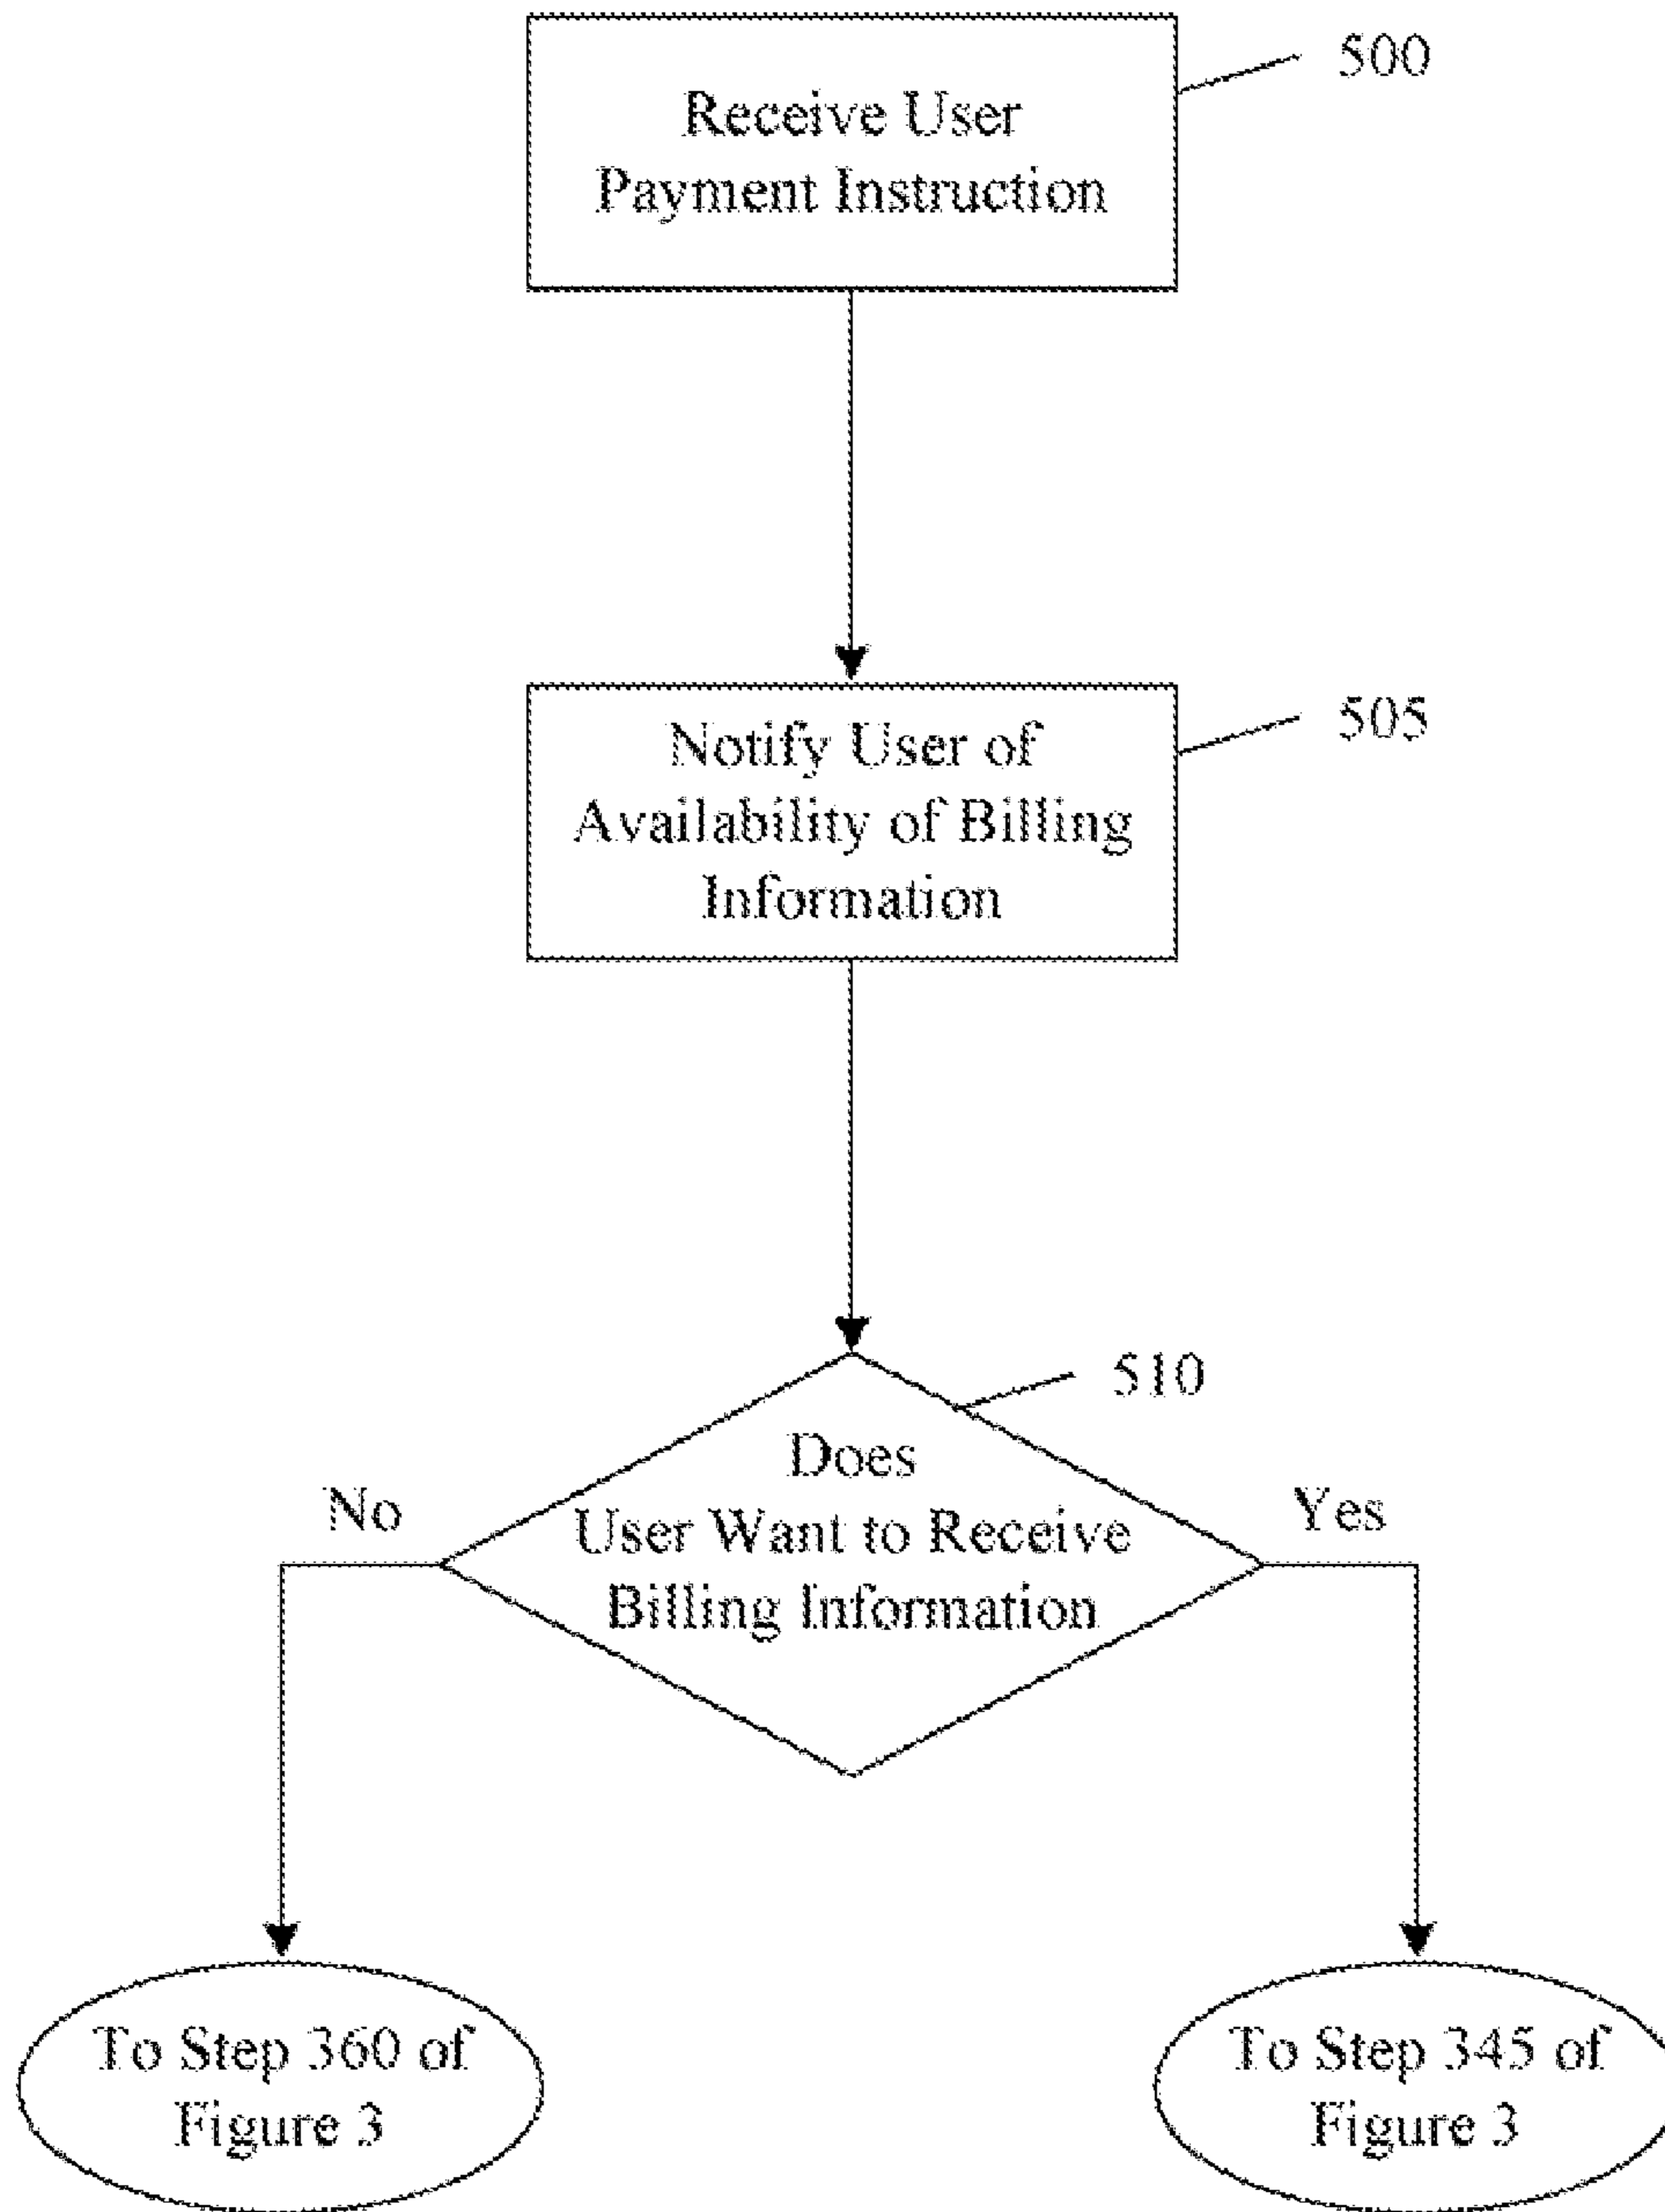 500
Receive User
Payment Instruction
505
Notify User of
Availability of Billing
Information
510
Does
User Want to Receive
Billing Information
No
Yes
To Step 360 of
Figure 3
To Step 345 of
Figure 3